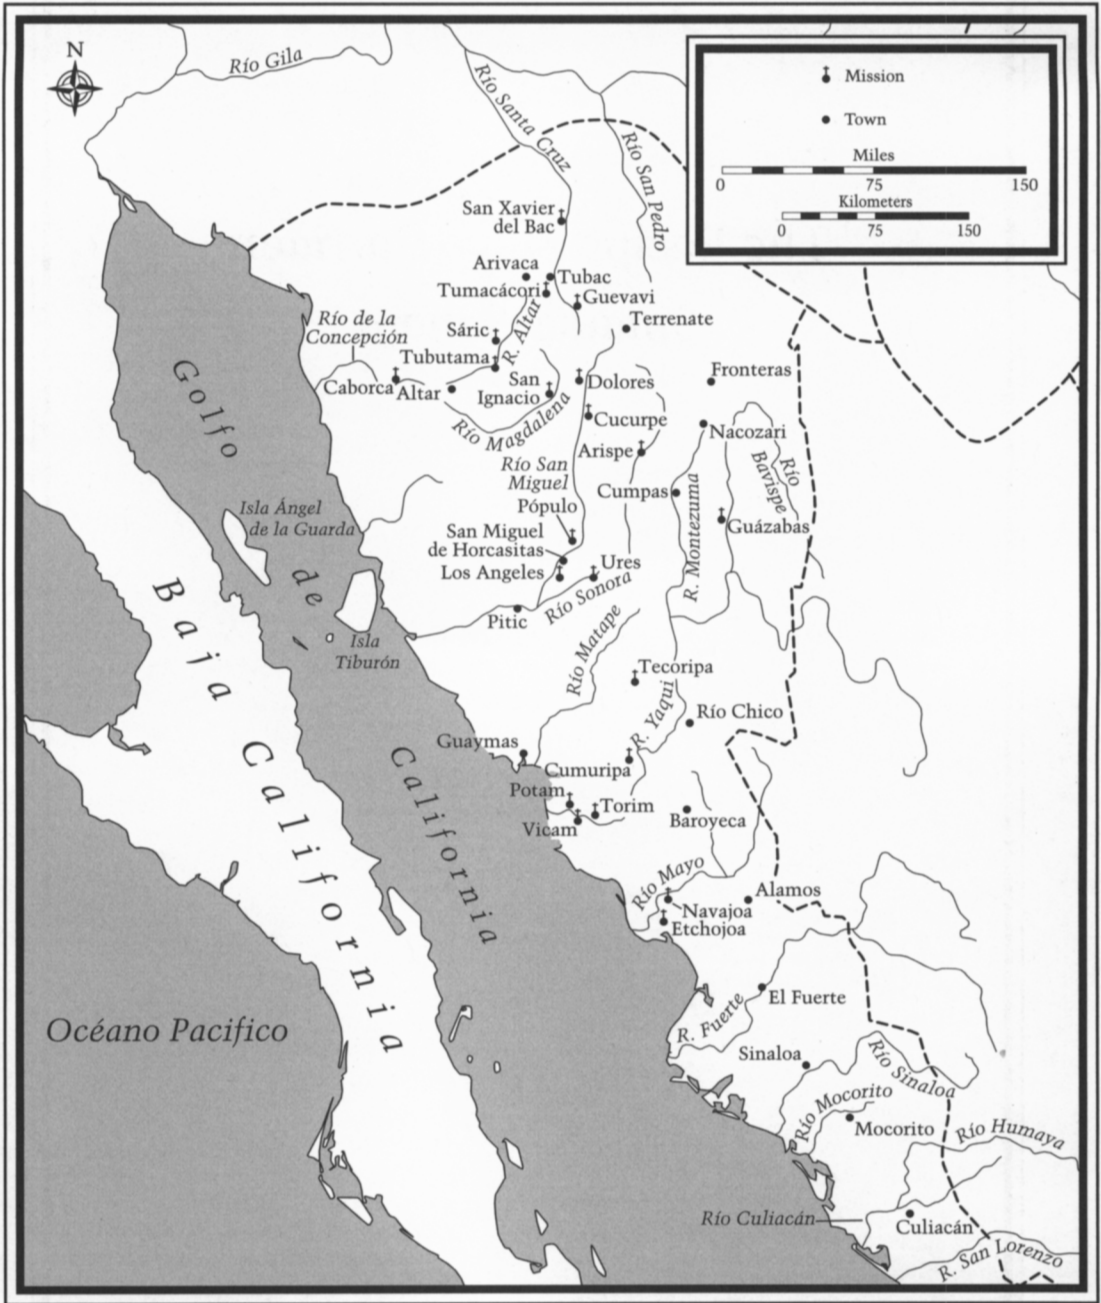 N
Río Gila
Río Santa Cruz
Río San Pedro
Mission
Town
Miles
0 75 150
Kilometers
0 75 150
San Xavier
del Bac
Arivaca
Tubac
Tumacácori
Guevavi
Terrenate
Río de la
Concepción
Sáric
R. Altar
Tubutama
Caborca
Altar
San
Ignacio
Dolores
Fronteras
Cucurpe
Río Magdalena
Nacozari
Arispe
Río San
Miguel
Río
Bavispe
Cumpas
Pópulo
R. Montezuma
Guázabas
Isla Ángel
de la Guarda
San Miguel
de Horcasitas
Los Angeles
Ures
Río Sonora
Pitic
Isla
Tiburón
Río Matape
Tecoripa
R. Yaqui
Río Chico
Guaymas
Cumuripa
Potam
Torim
Vicam
Baroyeca
Río Mayo
Alamos
Navajoa
Etchojoa
Golfo de California
Baja California
El Fuerte
R. Fuerte
Océano Pacifico
Sinaloa
Río Sinaloa
Río Mocorito
Mocorito
Río Humaya
Río Culiacán
Culiacán
R. San Lorenzo